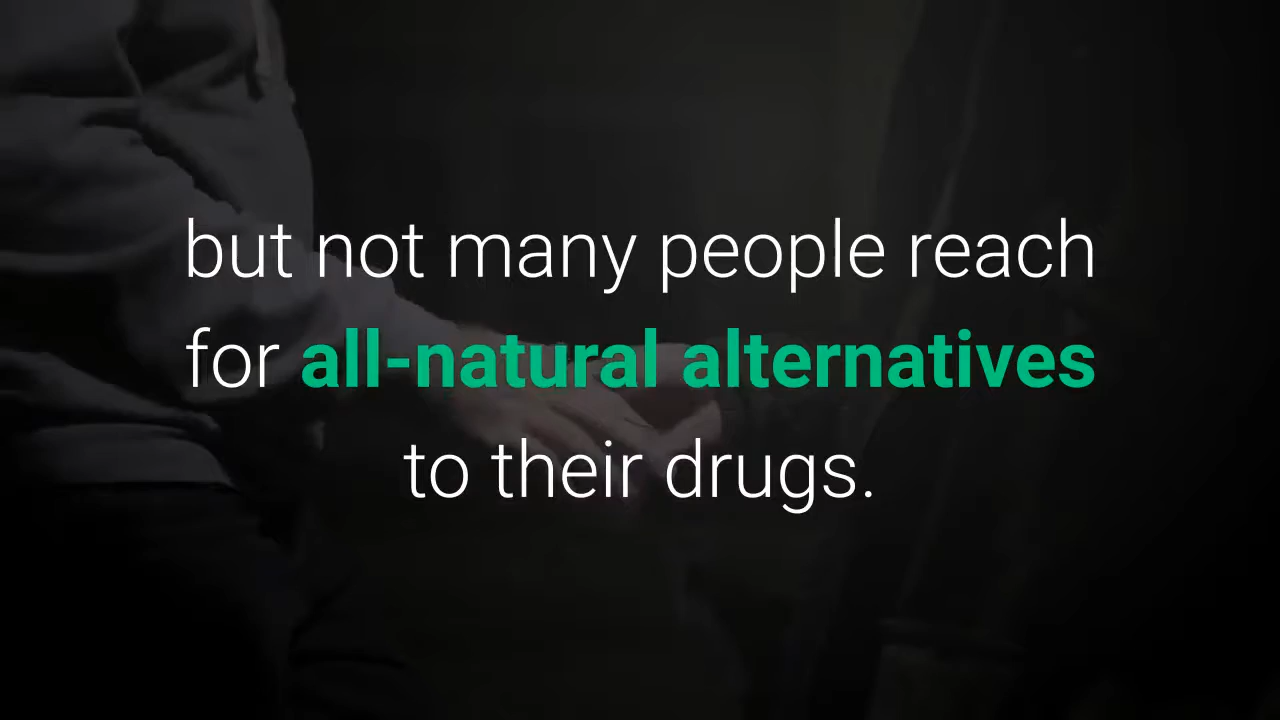 but not many people reach
for all-natural alternatives
to their drugs.